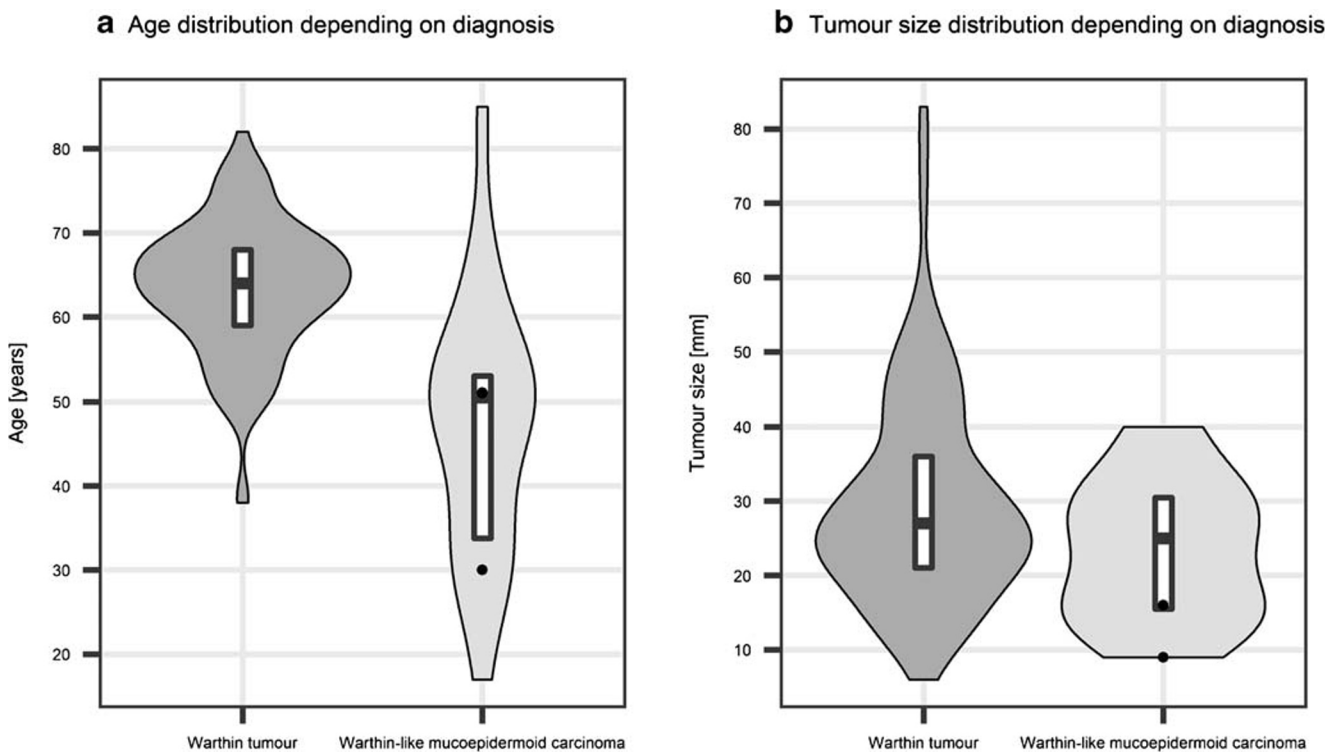 a Age distribution depending on diagnosis
Age [years]
80
70
60
50
40
30
20
Warthin tumour
Warthin-like mucoepidermoid carcinoma
b Tumour size distribution depending on diagnosis
Tumour size [mm]
80
70
60
50
40
30
20
10
Warthin tumour
Warthin-like mucoepidermoid carcinoma